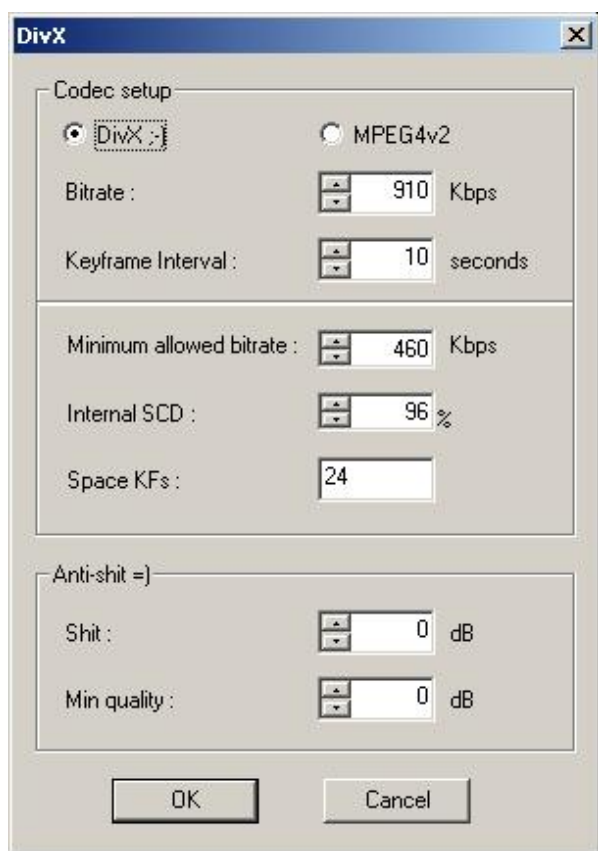 DivX
Codec setup
DivX ;-) MPEG4v2
Bitrate : 910 Kbps
Keyframe Interval : 10 seconds
Minimum allowed bitrate : 460 Kbps
Internal SCD : 96 %
Space KFs : 24
Anti-shit =)
Shit : 0 dB
Min quality : 0 dB
OK Cancel